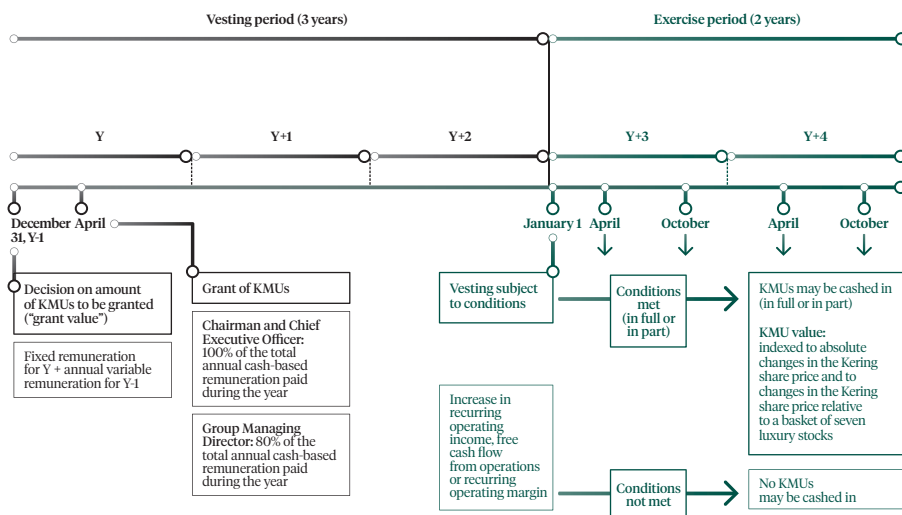 Vesting period (3 years)
Exercise period (2 years)
Y
Y+1
Y+2
Y+3
Y+4
December
31, Y-1
April
January 1
April
October
April
October
Decision on amount
of KMUs to be granted
(“grant value”)
Fixed remuneration
for Y + annual variable
remuneration for Y-1
Grant of KMUs
Chairman and Chief
Executive Officer:
100% of the total
annual cash-based
remuneration paid
during the year
Group Managing
Director: 80% of the
total annual cash-based
remuneration paid
during the year
Vesting subject
to conditions
Increase in
recurring
operating
income, free
cash flow
from operations
or recurring
operating margin
Conditions
met
(in full or
in part)
Conditions
not met
KMUs may be cashed in
(in full or in part)
KMU value:
indexed to absolute
changes in the Kering
share price and to
changes in the Kering
share price relative
to a basket of seven
luxury stocks
No KMUs
may be cashed in